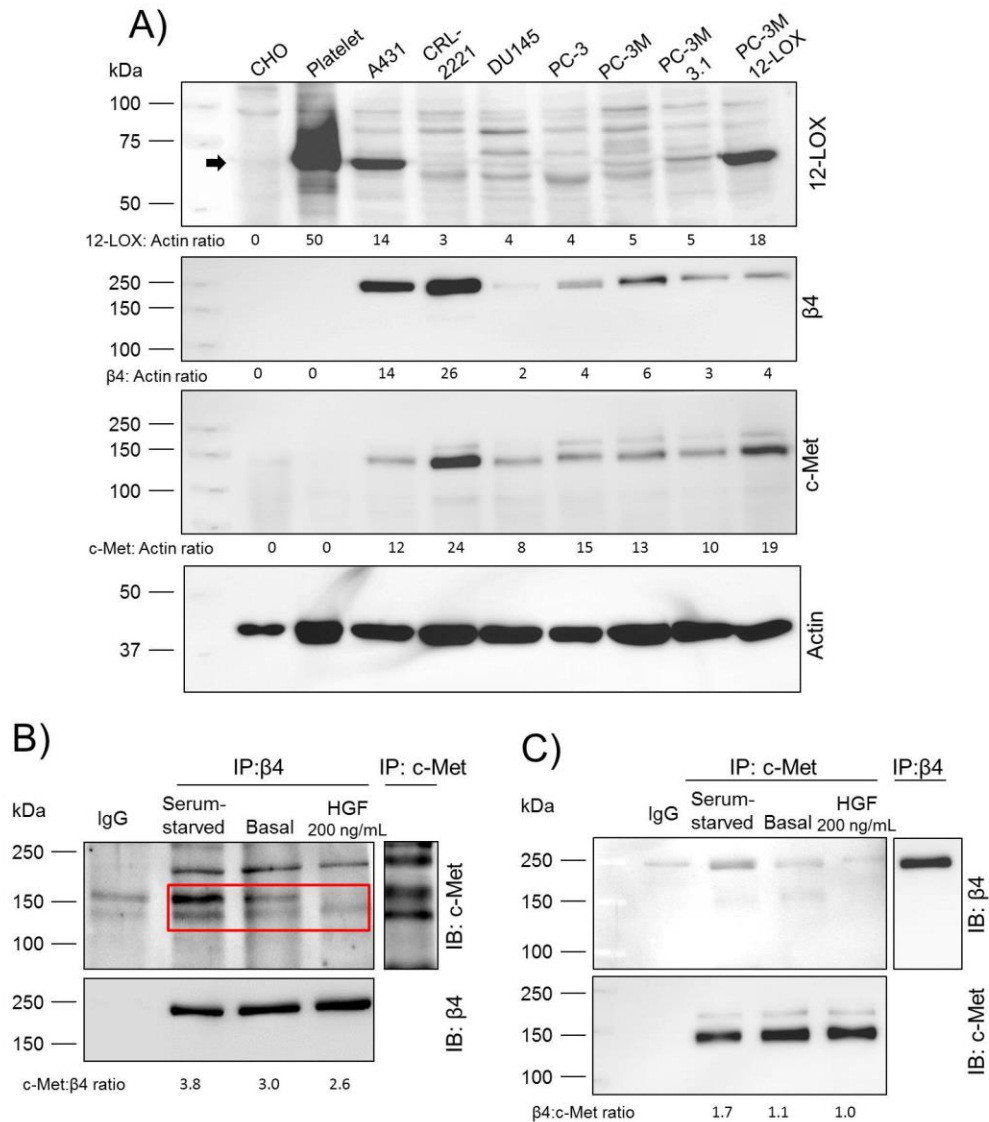 A)
kDa
CHO
Platelet
A431
CRL-
2221
DU145
PC-3
PC-3M
PC-3M
3.1
PC-3M
12-LOX
100
75
50
12-LOX
12-LOX: Actin ratio 0 50 14 3 4 4 5 5 18
250
150
100
β4
β4: Actin ratio 0 0 14 26 2 4 6 3 4
250
150
100
c-Met
c-Met: Actin ratio 0 0 12 24 8 15 13 10 19
50
37
Actin
B)
IP:β4
IP: c-Met
kDa
IgG
Serum-
starved
Basal
HGF
200 ng/mL
250
150
100
IB: c-Met
250
150
IB: β4
c-Met:β4 ratio 3.8 3.0 2.6
C)
IP: c-Met
IP:β4
kDa
IgG
Serum-
starved
Basal
HGF
200 ng/mL
250
150
100
IB: β4
250
150
100
IB: c-Met
β4:c-Met ratio 1.7 1.1 1.0